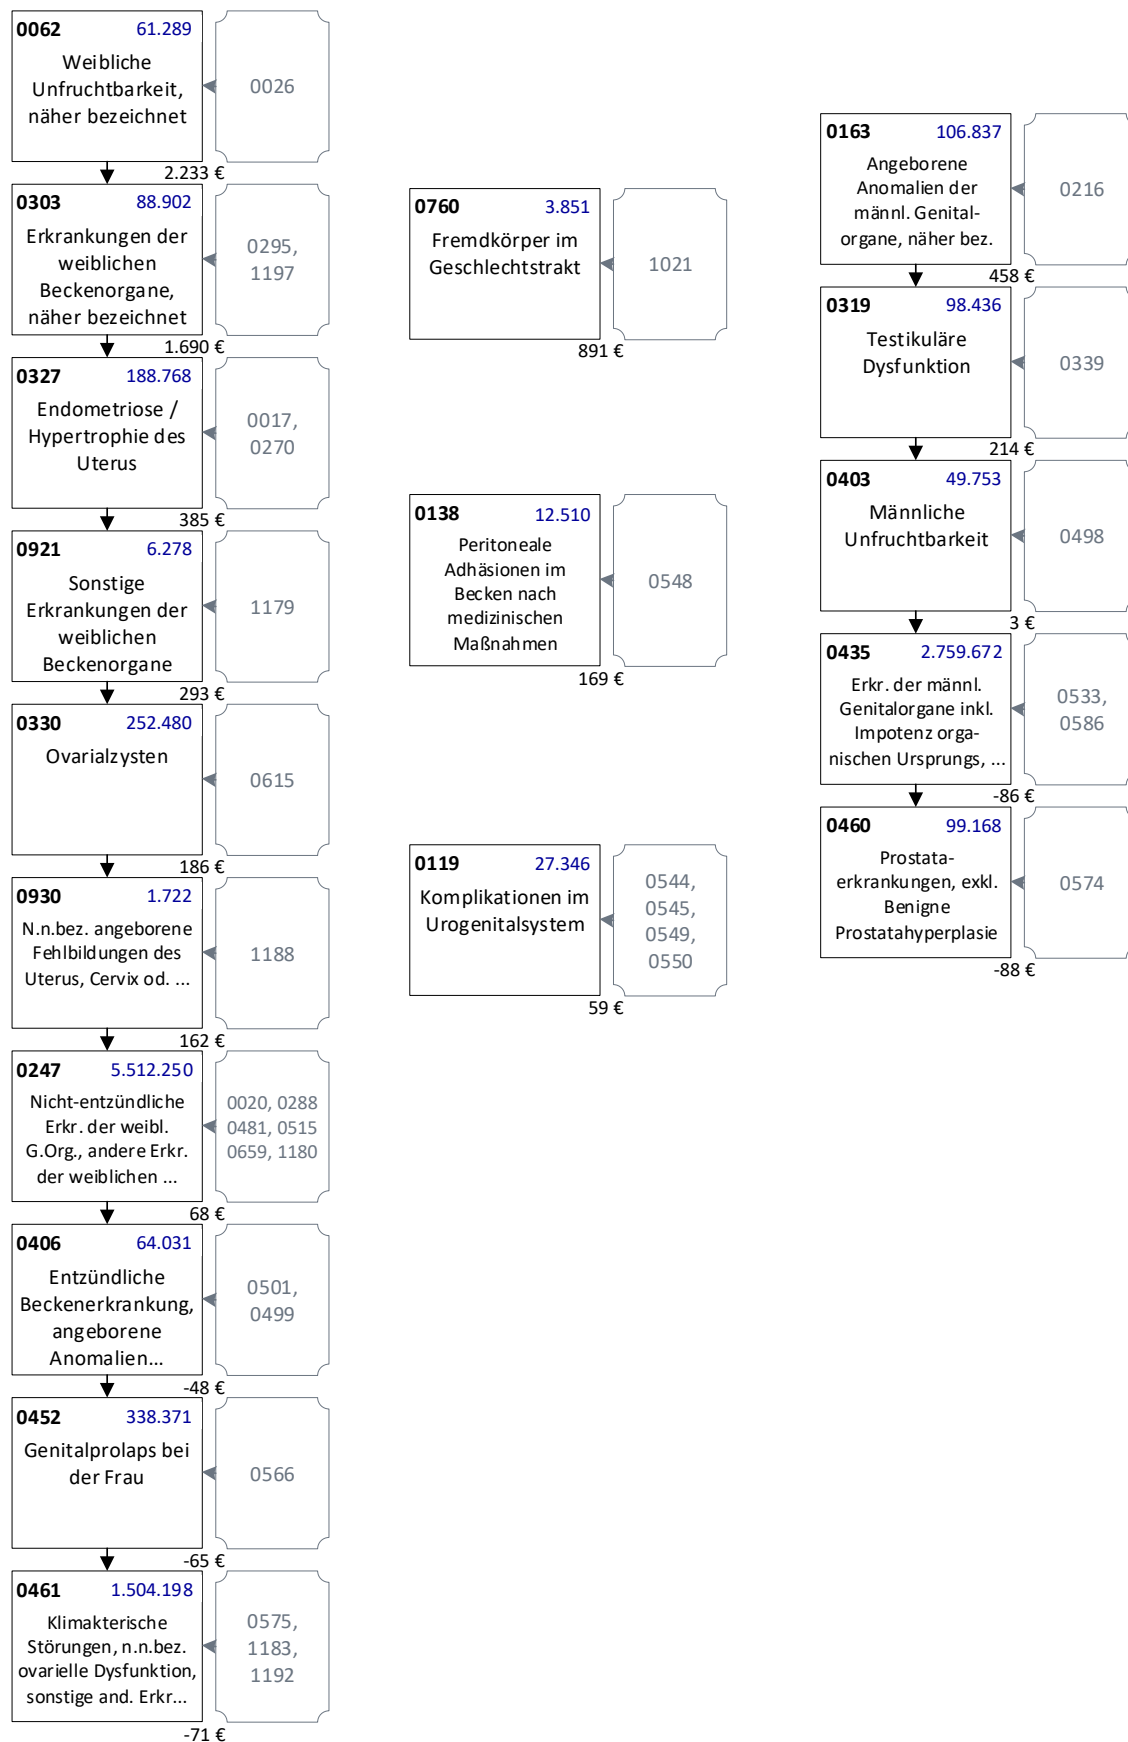 0062 61.289
Weibliche
Unfruchtbarkeit,
näher bezeichnet
0026
2.233 €
0303 88.902
Erkrankungen der
weiblichen
Beckenorgane,
näher bezeichnet
0295,
1197
1.690 €
0327 188.768
Endometriose /
Hypertrophie des
Uterus
0017,
0270
385 €
0921 6.278
Sonstige
Erkrankungen der
weiblichen
Beckenorgane
1179
293 €
0330 252.480
Ovarialzysten
0615
186 €
0930 1.722
N.n.bez. angeborene
Fehlbildungen des
Uterus, Cervix od. ...
1188
162 €
0247 5.512.250
Nicht-entzündliche
Erkr. der weibl.
G.Org., andere Erkr.
der weiblichen ...
0020, 0288
0481, 0515
0659, 1180
68 €
0406 64.031
Entzündliche
Beckenerkrankung,
angeborene
Anomalien...
0501,
0499
-48 €
0452 338.371
Genitalprolaps bei
der Frau
0566
-65 €
0461 1.504.198
Klimakterische
Störungen, n.n.bez.
ovarielle Dysfunktion,
sonstige and. Erkr...
0575,
1183,
1192
-71 €
0760 3.851
Fremdkörper im
Geschlechtstrakt
1021
891 €
0138 12.510
Peritoneale
Adhäsionen im
Becken nach
medizinischen
Maßnahmen
0548
169 €
0119 27.346
Komplikationen im
Urogenitalsystem
0544,
0545,
0549,
0550
59 €
0163 106.837
Angeborene
Anomalien der
männl. Genital-
organe, näher bez.
0216
458 €
0319 98.436
Testikuläre
Dysfunktion
0339
214 €
0403 49.753
Männliche
Unfruchtbarkeit
0498
3 €
0435 2.759.672
Erkr. der männl.
Genitalorgane inkl.
Impotenz orga-
nischen Ursprungs, ...
0533,
0586
-86 €
0460 99.168
Prostata-
erkrankungen, exkl.
Benigne
Prostatahyperplasie
0574
-88 €